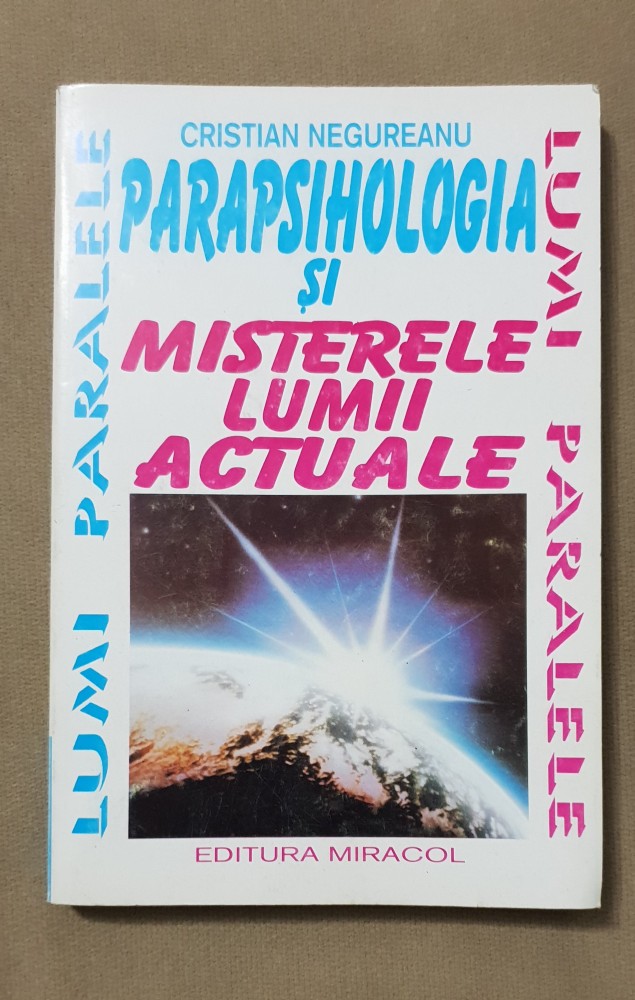 CRISTIAN NEGUREANU
PARAPSIHOLOGIA
ȘI
MISTERELE
LUMII
ACTUALE
LUMI PARALELE
LUMI PARALELE
EDITURA MIRACOL